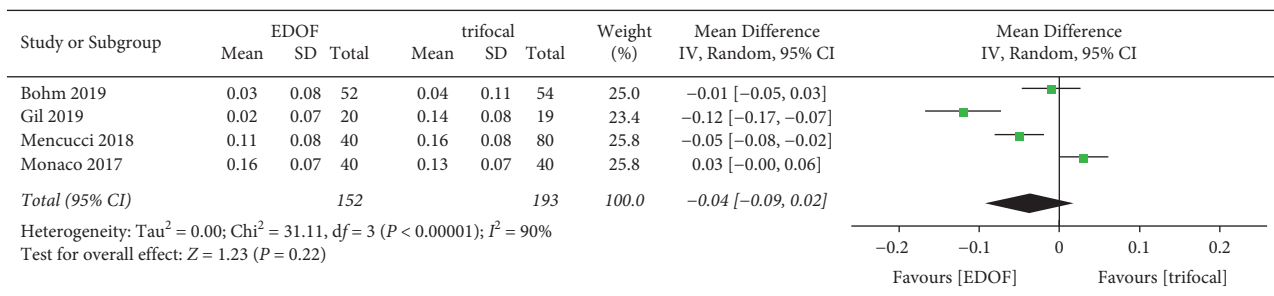 EDOF trifocal Weight Mean Difference Mean Difference
Study or Subgroup Mean SD Total Mean SD Total (%) IV, Random, 95% CI IV, Random, 95% CI
Bohm 2019 0.03 0.08 52 0.04 0.11 54 25.0 −0.01 [−0.05, 0.03]
Gil 2019 0.02 0.07 20 0.14 0.08 19 23.4 −0.12 [−0.17, −0.07]
Mencucci 2018 0.11 0.08 40 0.16 0.08 80 25.8 −0.05 [−0.08, −0.02]
Monaco 2017 0.16 0.07 40 0.13 0.07 40 25.8 0.03 [−0.00, 0.06]
Total (95% CI) 152 193 100.0 −0.04 [−0.09, 0.02]
Heterogeneity: Tau² = 0.00; Chi² = 31.11, df = 3 (P < 0.00001); I² = 90%
Test for overall effect: Z = 1.23 (P = 0.22)
−0.2 −0.1 0 0.1 0.2
Favours [EDOF] Favours [trifocal]